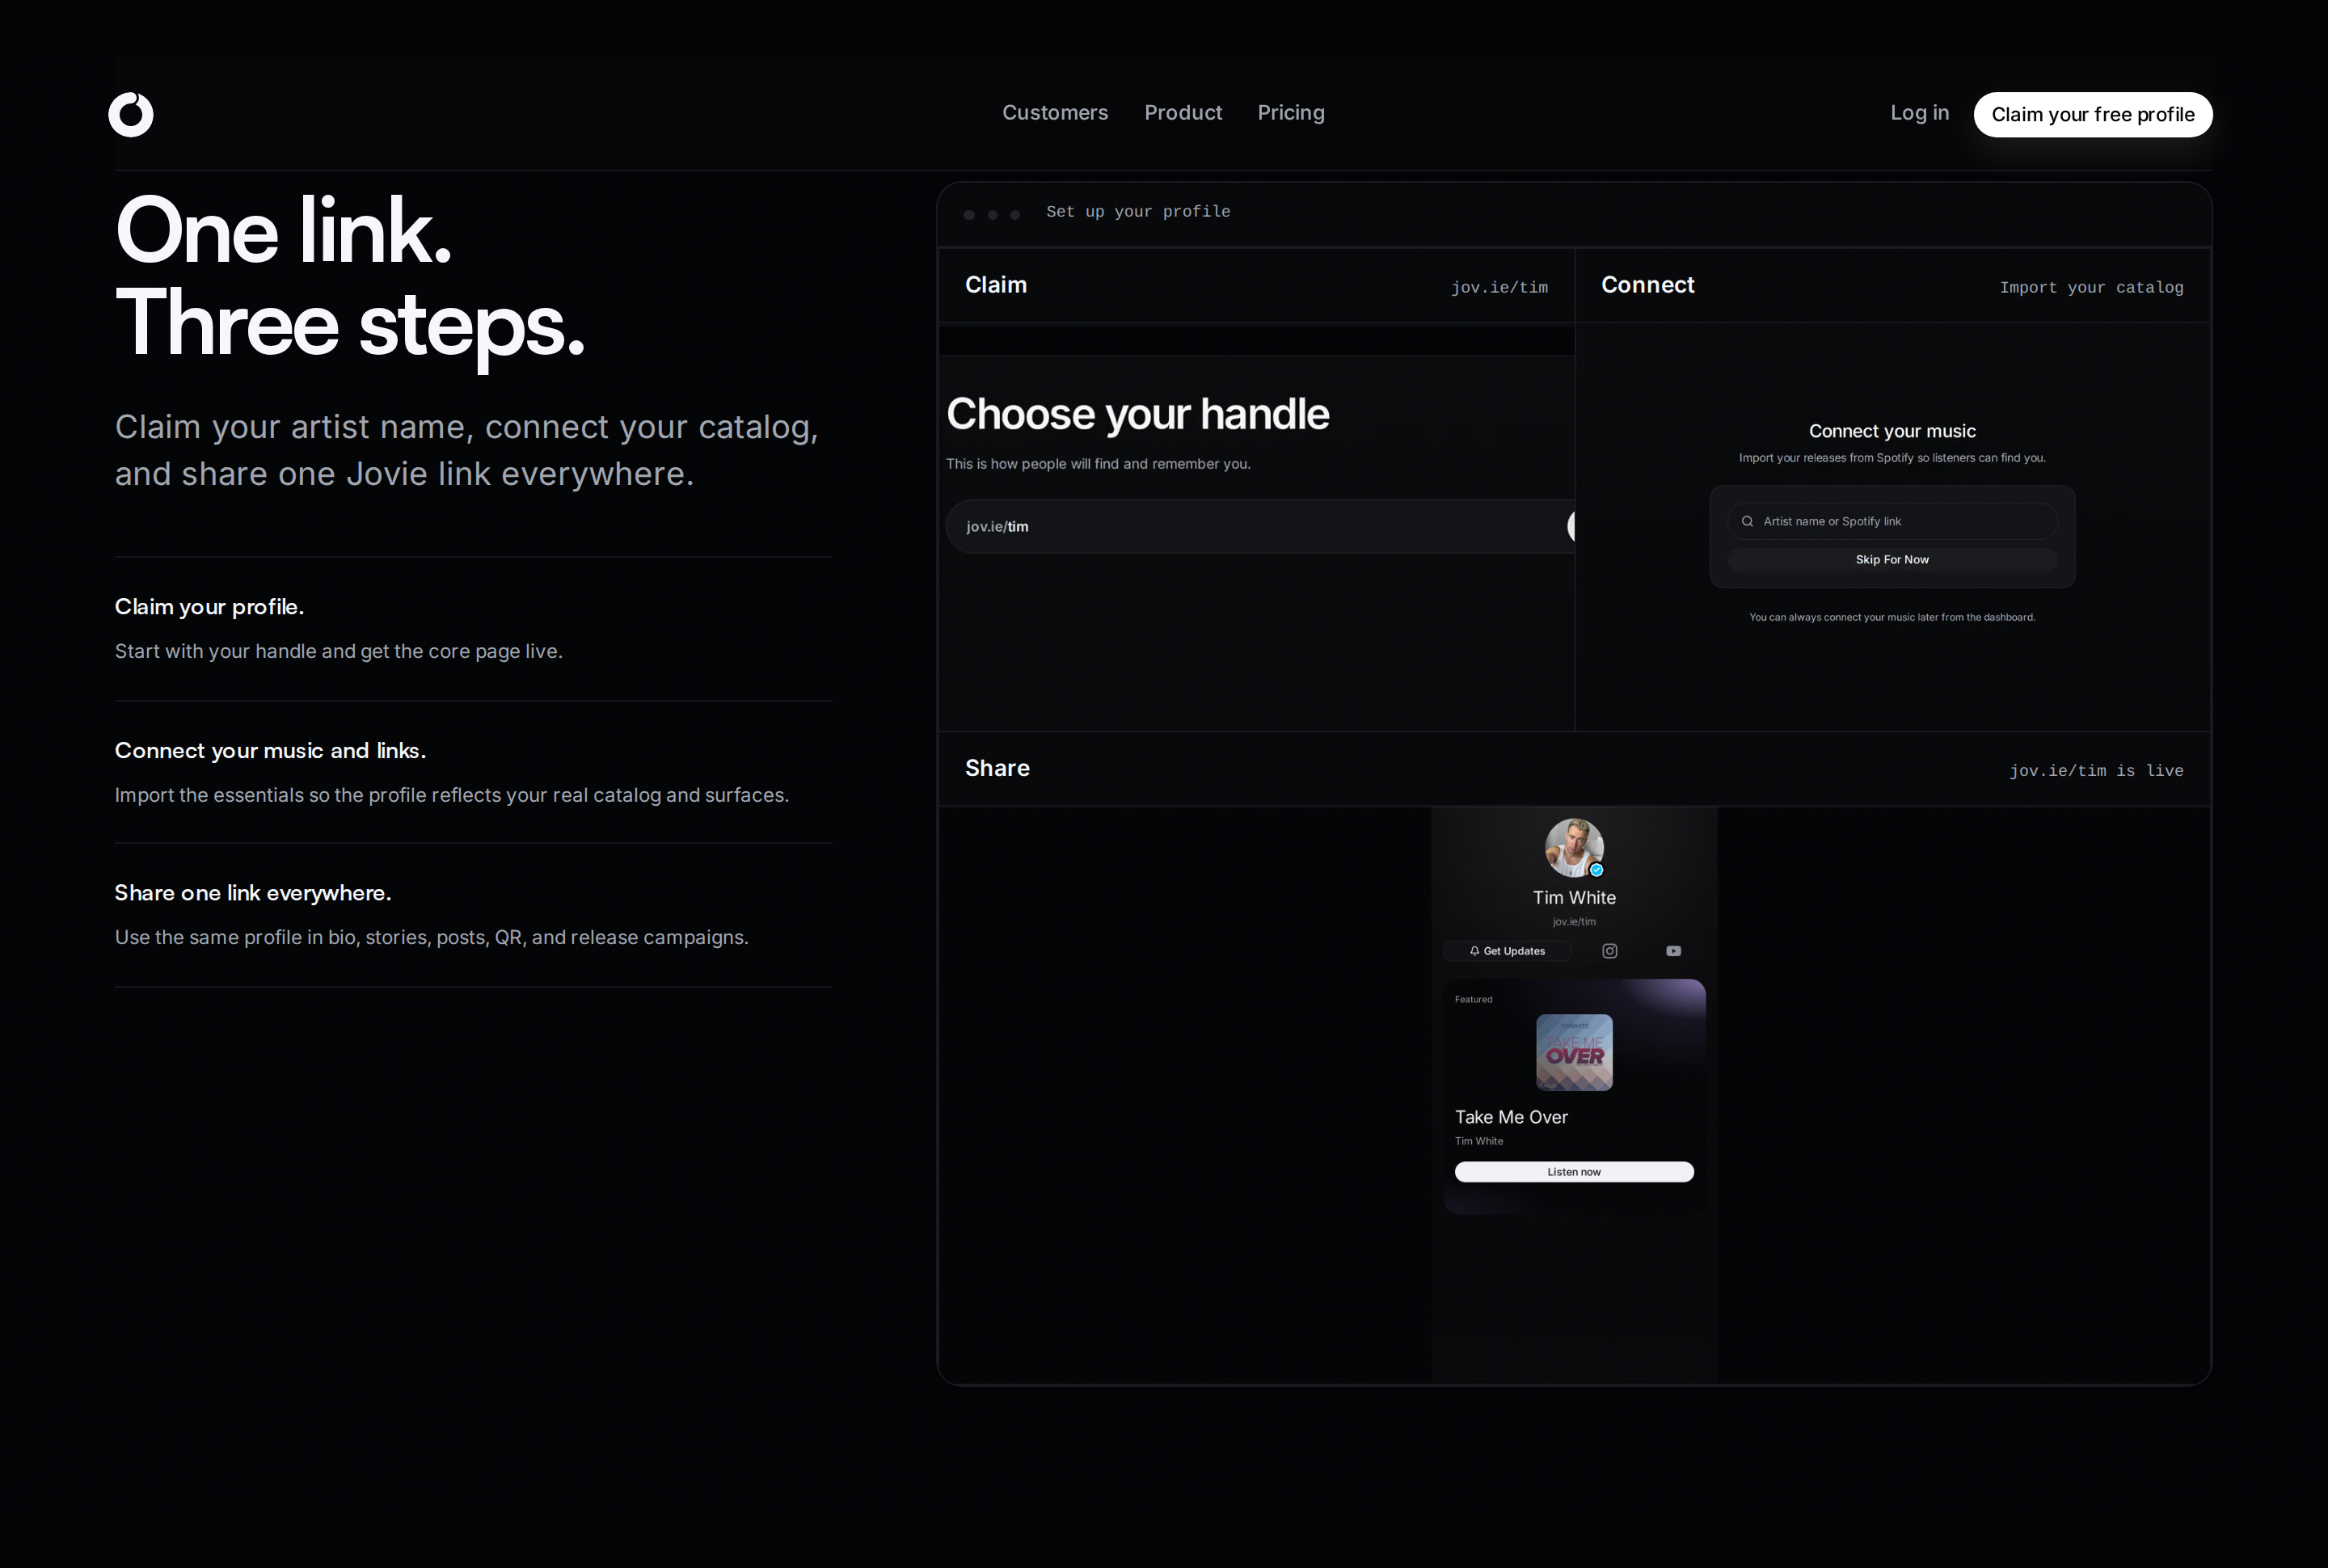 Customers
Product
Pricing
Log in
Claim your free profile
One link.
Three steps.
Claim your artist name, connect your catalog,
and share one Jovie link everywhere.
Claim your profile.
Start with your handle and get the core page live.
Connect your music and links.
Import the essentials so the profile reflects your real catalog and surfaces.
Share one link everywhere.
Use the same profile in bio, stories, posts, QR, and release campaigns.
Set up your profile
Claim
jov.ie/tim
Choose your handle
This is how people will find and remember you.
jov.ie/tim
Connect
Import your catalog
Connect your music
Import your releases from Spotify so listeners can find you.
Artist name or Spotify link
Skip For Now
You can always connect your music later from the dashboard.
Share
jov.ie/tim is live
Tim White
jov.ie/tim
Get Updates
Featured
TAKE ME
OVER
Take Me Over
Tim White
Listen now